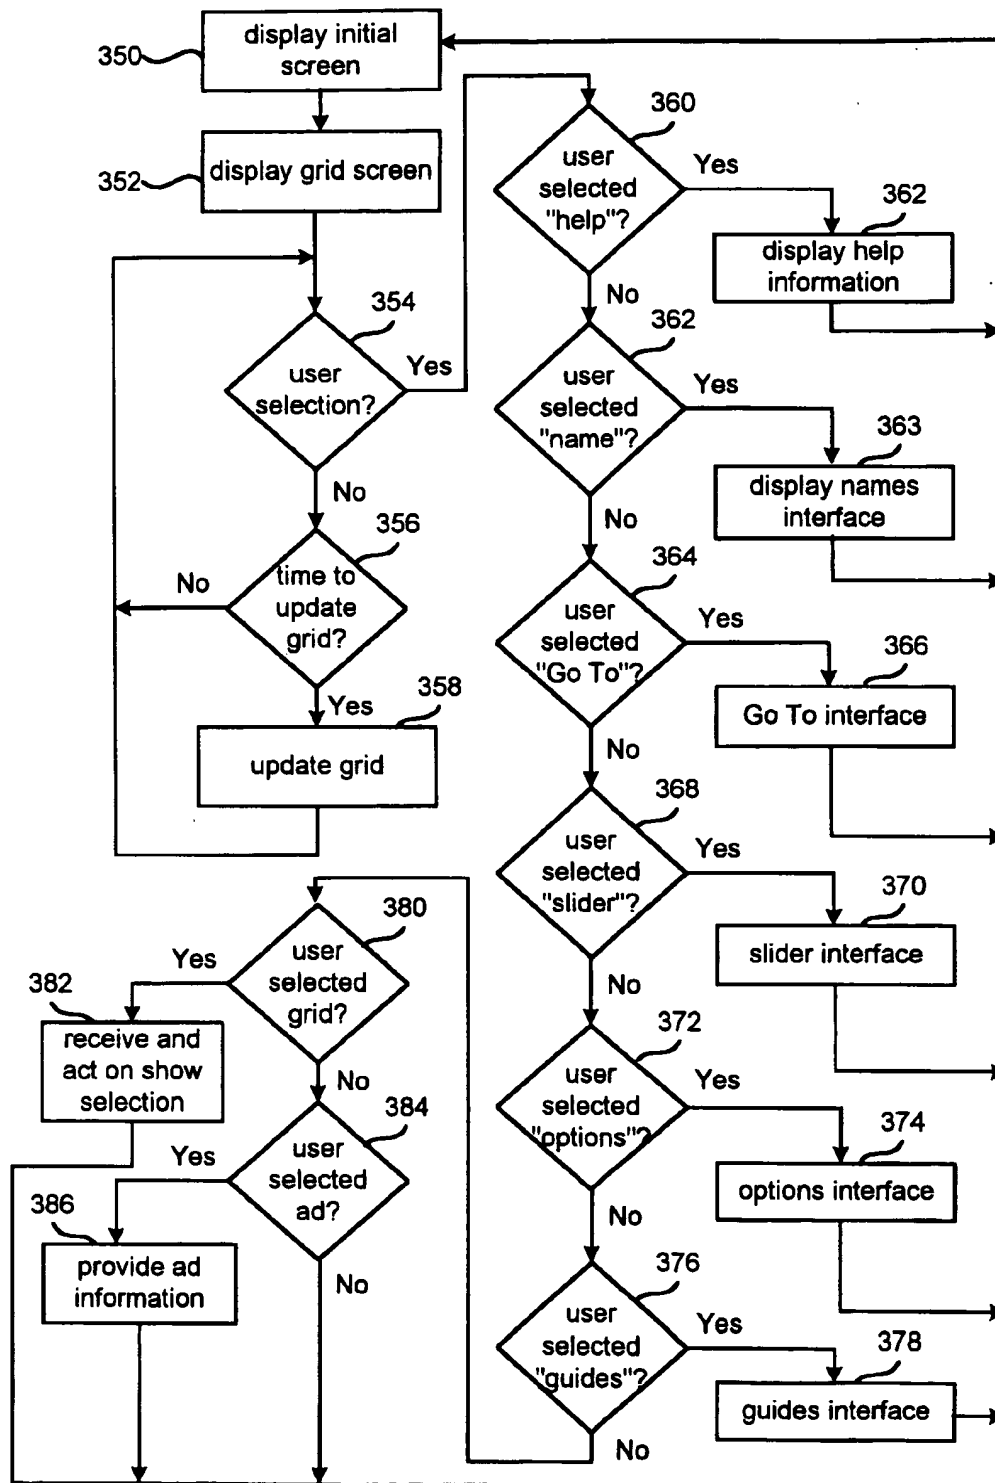 350
display initial
screen
352
display grid screen
354
user
selection?
Yes
No
356
time to
update
grid?
No
Yes
358
update grid
360
user
selected
"help"?
Yes
No
362
display help
information
362
user
selected
"name"?
Yes
No
363
display names
interface
364
user
selected
"Go To"?
Yes
No
366
Go To interface
368
user
selected
"slider"?
Yes
No
370
slider interface
372
user
selected
"options"?
Yes
No
374
options interface
376
user
selected
"guides"?
Yes
No
378
guides interface
380
user
selected
grid?
Yes
No
382
receive and
act on show
selection
384
user
selected
ad?
Yes
No
386
provide ad
information